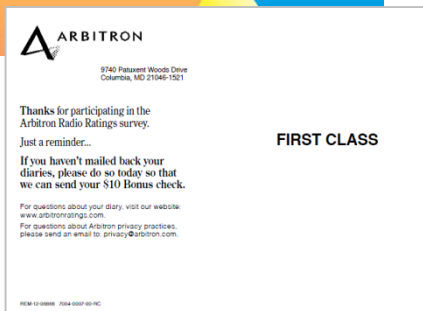 ARBITRON
9740 Patuxent Woods Drive
Columbia, MD 21046-1521
Thanks for participating in the
Arbitron Radio Ratings survey.
Just a reminder...
FIRST CLASS
If you haven't mailed back your
diaries, please do so today so that
we can send your $10 Bonus check.
For questions about your diary, visit our website:
www.arbitronratings.com.
For questions about Arbitron privacy practices,
please send an email to: privacy@arbitron.com.